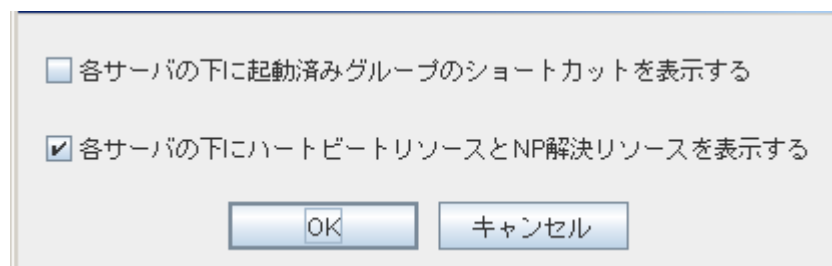 各サーバの下に起動済みグループのショートカットを表示する
各サーバの下にハートビートリソースとNP解決リソースを表示する
OK キャンセル